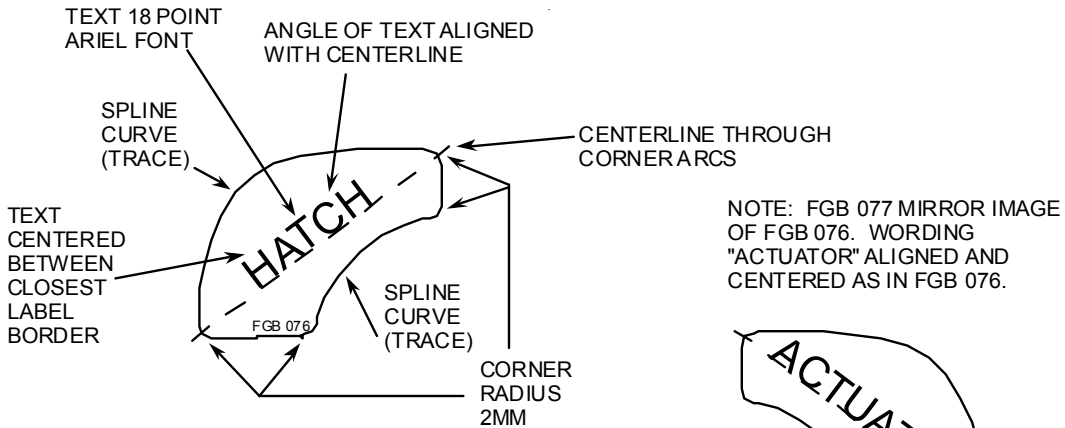 TEXT 18 POINT
ARIEL FONT
ANGLE OF TEXT ALIGNED
WITH CENTERLINE
SPLINE
CURVE
(TRACE)
CENTERLINE THROUGH
CORNER ARCS
TEXT
CENTERED
BETWEEN
CLOSEST
LABEL
BORDER
HATCH
FGB 076
SPLINE
CURVE
(TRACE)
CORNER
RADIUS
2MM
NOTE: FGB 077 MIRROR IMAGE
OF FGB 076. WORDING
"ACTUATOR" ALIGNED AND
CENTERED AS IN FGB 076.